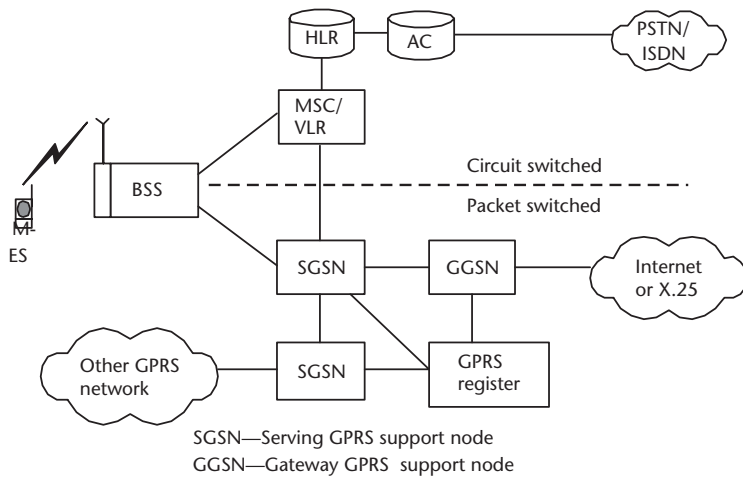 HLR
AC
PSTN/
ISDN
MSC/
VLR
Circuit switched
BSS
Packet switched
M-
ES
SGSN
GGSN
Internet
or X.25
Other GPRS
network
SGSN
GPRS
register
SGSN—Serving GPRS support node
GGSN—Gateway GPRS support node